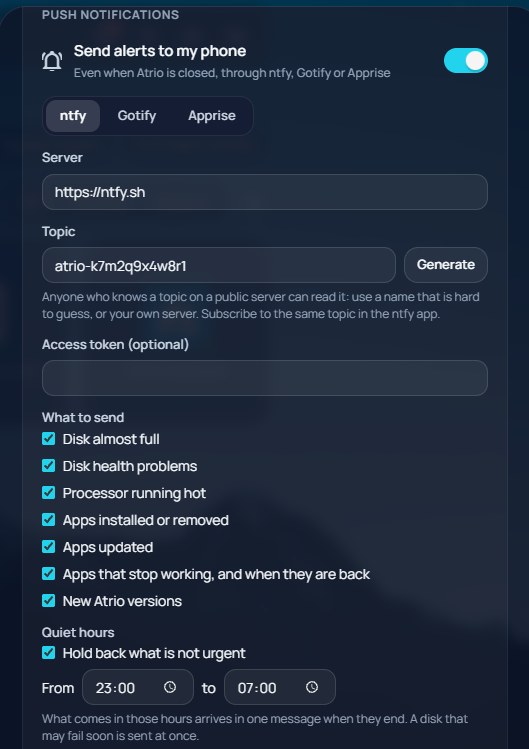 PUSH NOTIFICATIONS
Send alerts to my phone
Even when Atrio is closed, through ntfy, Gotify or Apprise
ntfy Gotify Apprise
Server
https://ntfy.sh
Topic
atrio-k7m2q9x4w8r1 Generate
Anyone who knows a topic on a public server can read it: use a name that is hard
to guess, or your own server. Subscribe to the same topic in the ntfy app.
Access token (optional)
What to send
Disk almost full
Disk health problems
Processor running hot
Apps installed or removed
Apps updated
Apps that stop working, and when they are back
New Atrio versions
Quiet hours
Hold back what is not urgent
From 23:00 to 07:00
What comes in those hours arrives in one message when they end. A disk that
may fail soon is sent at once.